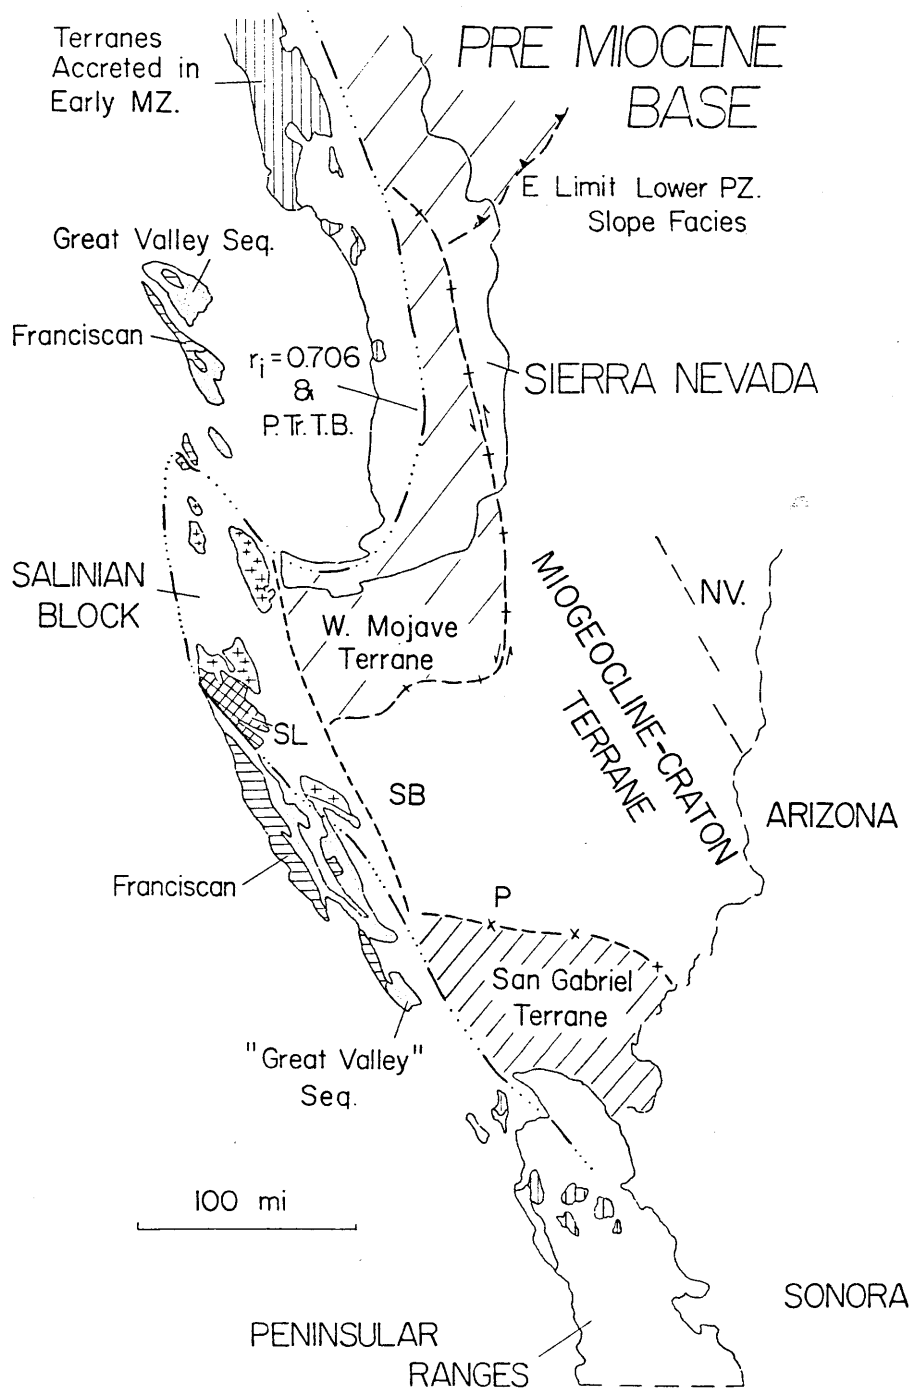 PRE MIOCENE
BASE
Terranes
Accreted in
Early MZ.
E Limit Lower PZ.
Slope Facies
Great Valley Seq.
Franciscan
rᵢ = 0.706
&
P.Tr.T.B.
SIERRA NEVADA
SALINIAN
BLOCK
W. Mojave
Terrane
MIOGEOCLINE-CRATON
TERRANE
NV.
SL
SB
ARIZONA
Franciscan
P
San Gabriel
Terrane
"Great Valley"
Seq.
100 mi
SONORA
PENINSULAR
RANGES